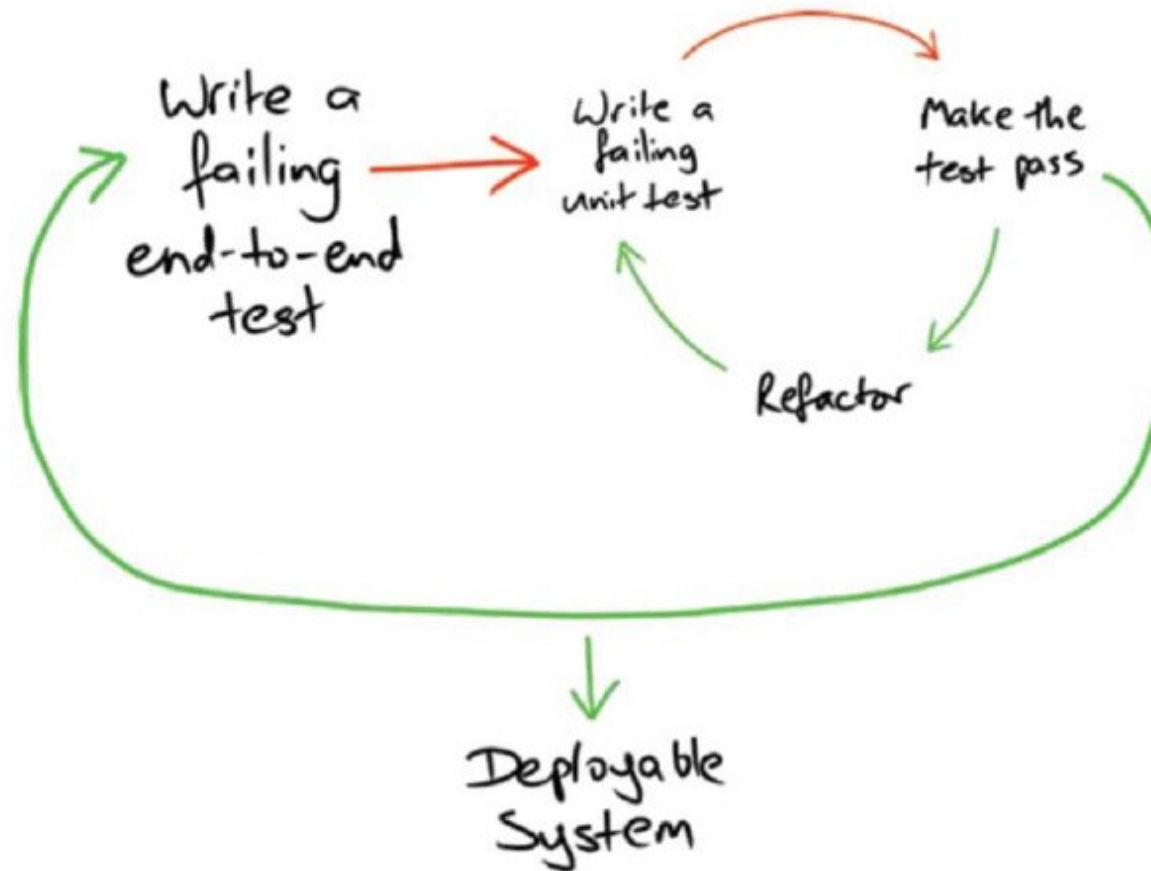 Write a
failing
end-to-end
test
Write a
failing
unit test
Make the
test pass
Refactor
Deployable
System